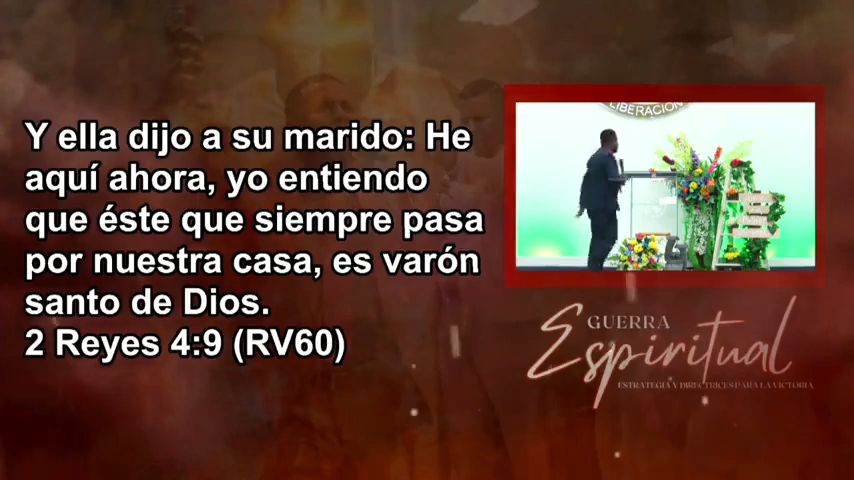 Y ella dijo a su marido: He
aquí ahora, yo entiendo
que éste que siempre pasa
por nuestra casa, es varón
santo de Dios.
2 Reyes 4:9 (RV60)
LIBERACIÓN
GUERRA
Espiritual
ESTRATEGIA Y DIRECTRICES PARA LA VICTORIA